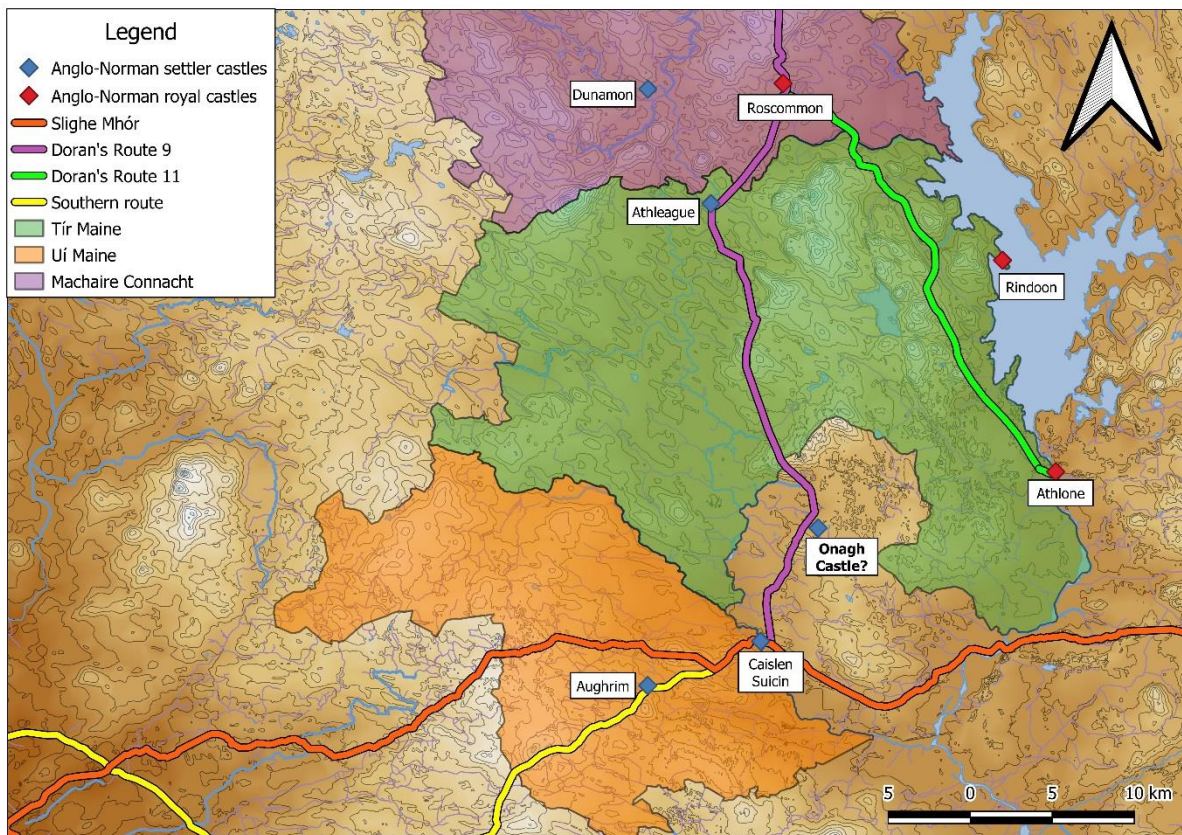 Legend
Anglo-Norman settler castles
Anglo-Norman royal castles
Slighe Mhór
Doran's Route 9
Doran's Route 11
Southern route
Tír Maine
Uí Maine
Machaire Connacht
Dunamon
Roscommon
Athleague
Rindoon
Athlone
Onagh
Castle?
Caislen
Suicin
Aughrim
5 0 5 10 km